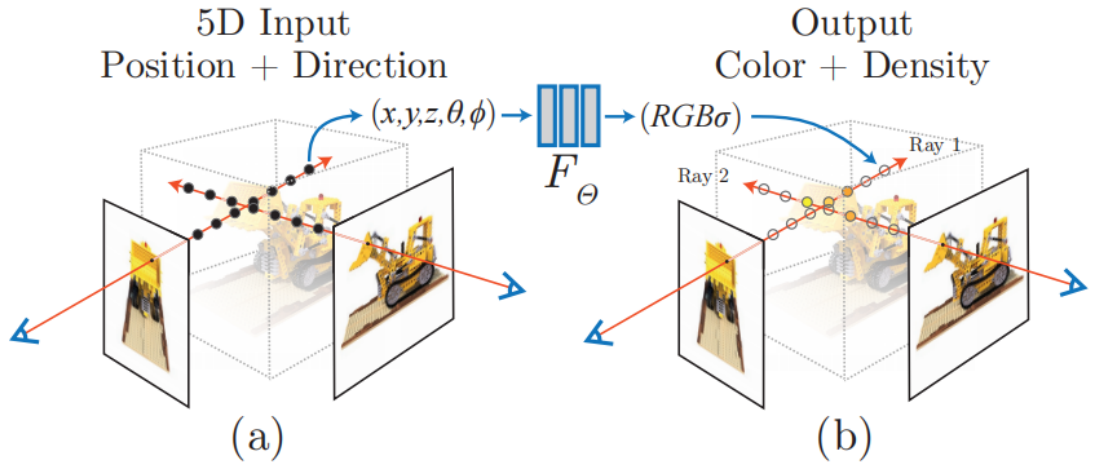 5D Input
Position + Direction
Output
Color + Density
(x,y,z,θ,ϕ)
F_Θ
(RGBσ)
Ray 1
Ray 2
(a)
(b)